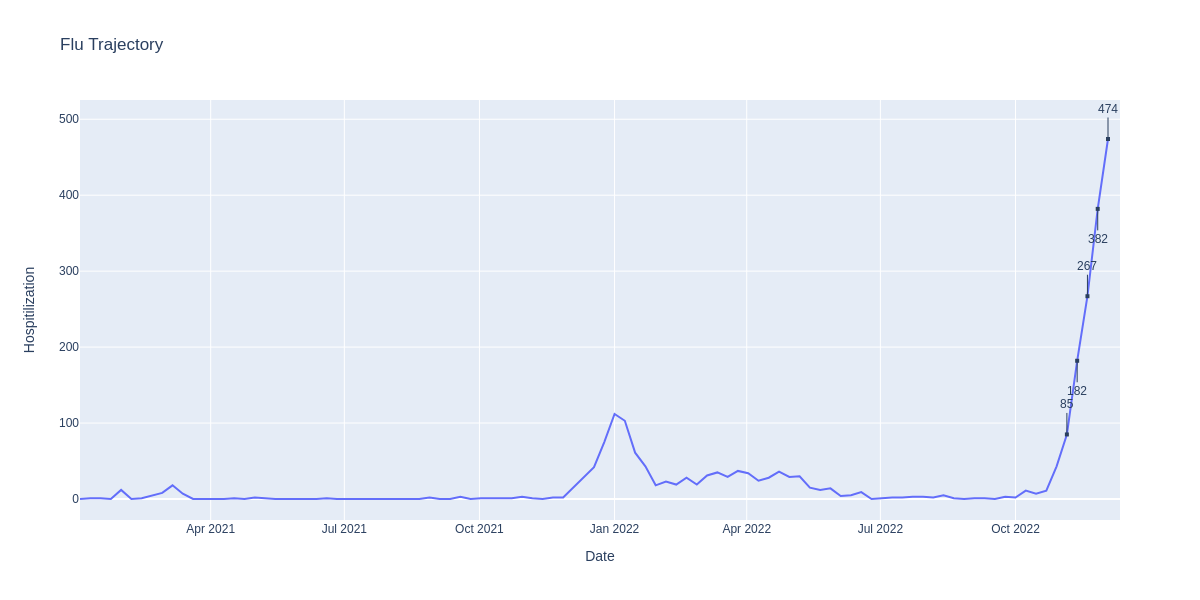 Flu Trajectory
474
500
400
382
300
267
200
182
85
100
0
Hospitilization
Apr 2021
Jul 2021
Oct 2021
Jan 2022
Apr 2022
Jul 2022
Oct 2022
Date